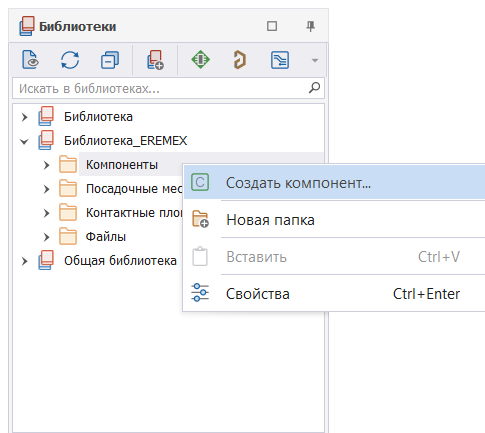 Библиотеки
Искать в библиотеках...
Библиотека
Библиотека_EREMEX
Компоненты
Создать компонент...
Посадочные мес
Новая папка
Контактные пло
Файлы
Вставить Ctrl+V
Общая библиотека
Свойства Ctrl+Enter